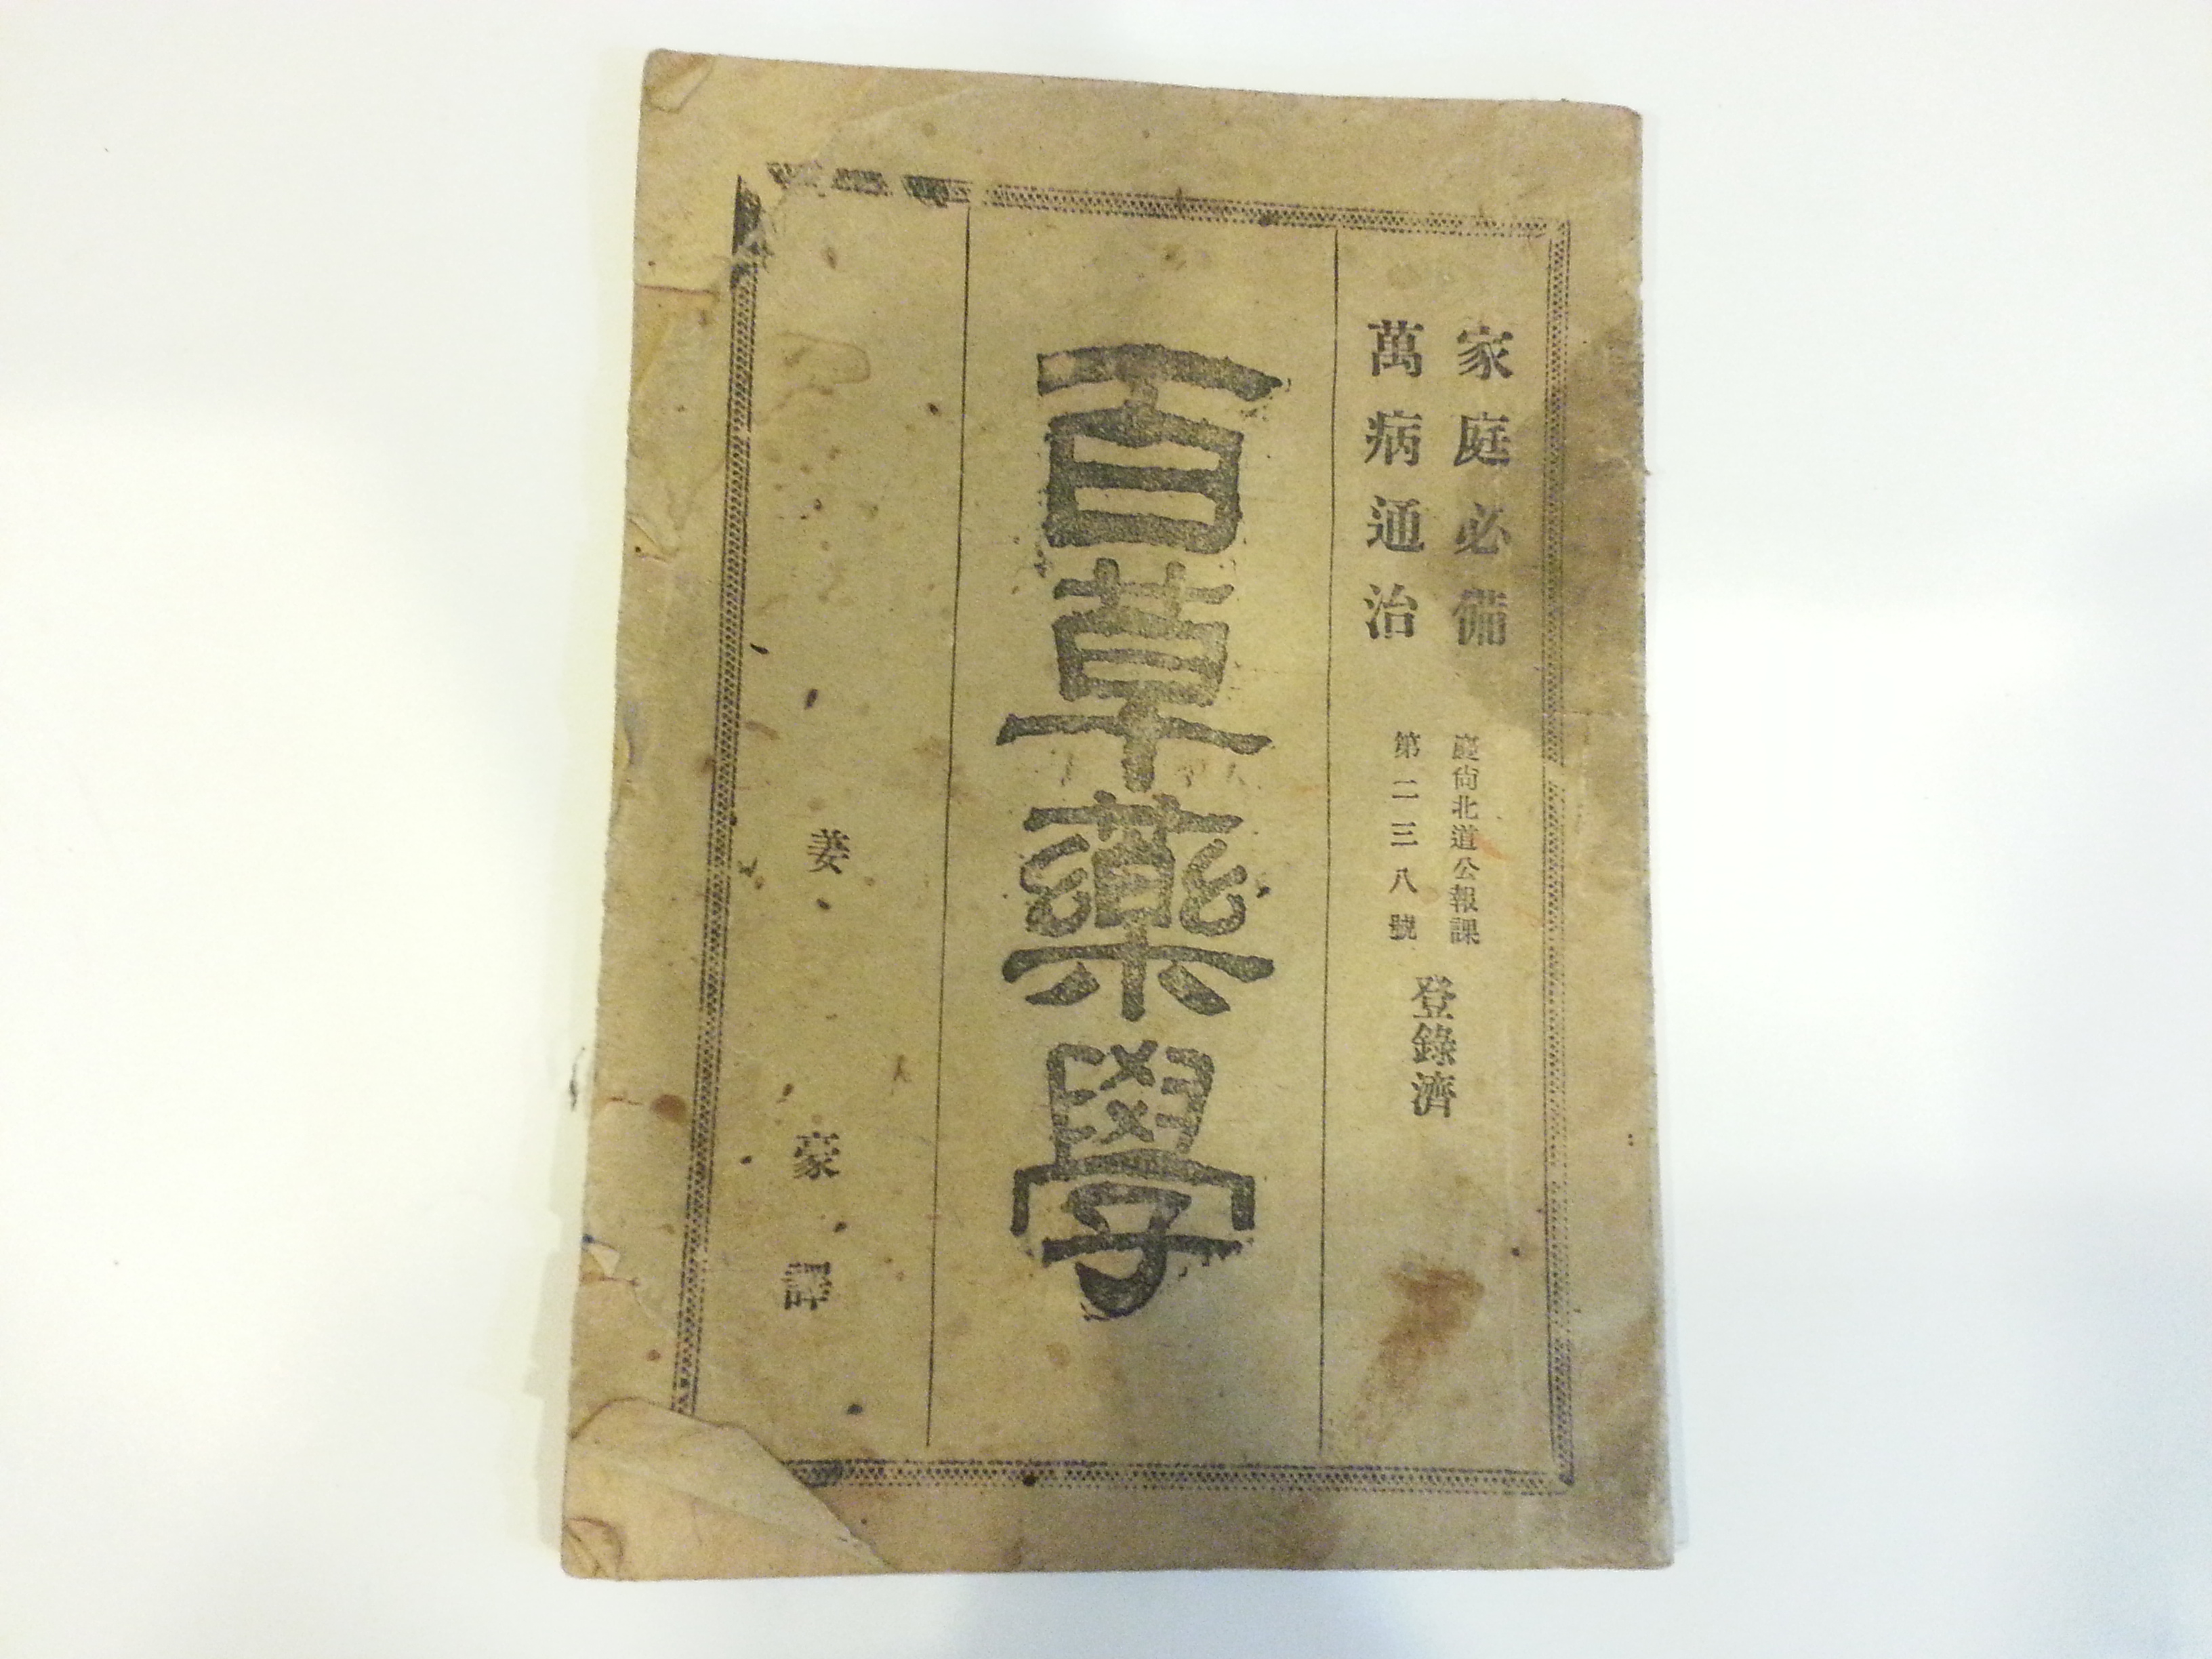 家庭必備
萬病通治
慶尙北道公報課
第二三八號
登錄濟
百草藥學
姜豪譯